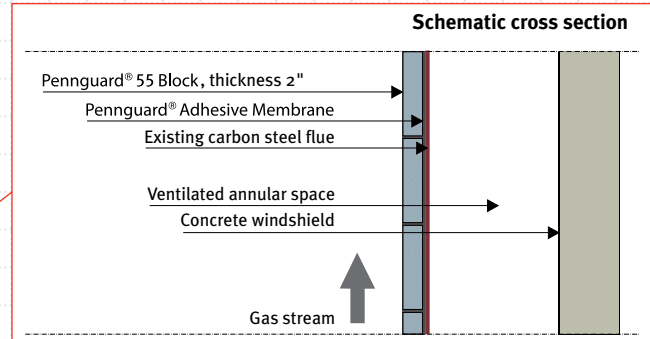 Schematic cross section
Pennguard® 55 Block, thickness 2"
Pennguard® Adhesive Membrane
Existing carbon steel flue
Ventilated annular space
Concrete windshield
Gas stream